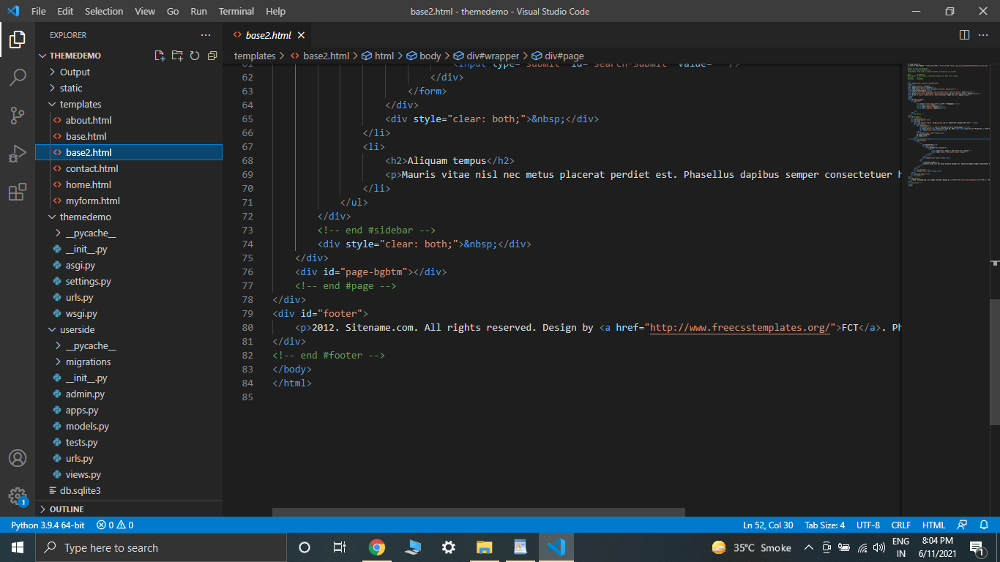 File Edit Selection View Go Run Terminal Help
base2.html - themedemo - Visual Studio Code
EXPLORER
THEMEDEMO
Output
static
templates
about.html
base.html
base2.html
contact.html
home.html
myform.html
themedemo
__pycache__
__init__.py
asgi.py
settings.py
urls.py
wsgi.py
userside
__pycache__
migrations
__init__.py
admin.py
apps.py
models.py
tests.py
urls.py
views.py
db.sqlite3
OUTLINE
base2.html
templates > base2.html > html > body > div#wrapper > div#page
61 <input type="submit" id="search-submit" value="" />
62 </div>
63 </form>
64 </div>
65 <div style="clear: both;">&nbsp;</div>
66 </li>
67 <li>
68 <h2>Aliquam tempus</h2>
69 <p>Mauris vitae nisl nec metus placerat perdiet est. Phasellus dapibus semper consectetuer h
70 </li>
71 </ul>
72 </div>
73 <!-- end #sidebar -->
74 <div style="clear: both;">&nbsp;</div>
75 </div>
76 <div id="page-bgbtm"></div>
77 <!-- end #page -->
78 </div>
79 <div id="footer">
80 <p>2012. Sitename.com. All rights reserved. Design by <a href="http://www.freecsstemplates.org/">FCT</a>. Ph
81 </div>
82 <!-- end #footer -->
83 </body>
84 </html>
85
Python 3.9.4 64-bit 0 0
Ln 52, Col 30 Tab Size: 4 UTF-8 CRLF HTML
1
Type here to search
35°C Smoke
ENG
IN
8:04 PM
6/11/2021
1